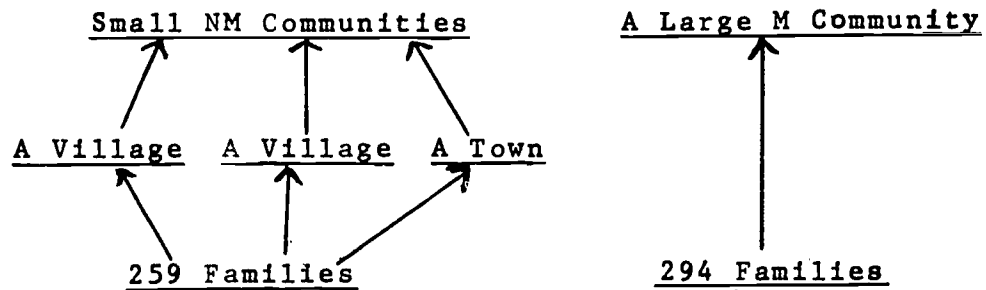 Small NM Communities
A Large M Community
A Village
A Village
A Town
259 Families
294 Families